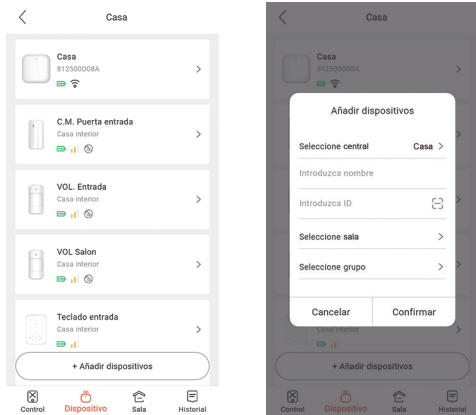 Casa
Casa
812500D08A
C.M. Puerta entrada
Casa interior
VOL. Entrada
Casa interior
VOL Salon
Casa interior
Teclado entrada
Casa interior
+ Añadir dispositivos
Control
Dispositivo
Sala
Historial
Casa
Casa
812500D08A
Añadir dispositivos
Seleccione central
Casa
Introduzca nombre
Introduzca ID
Seleccione sala
Seleccione grupo
Cancelar
Confirmar
Casa interior
+ Añadir dispositivos
Control
Dispositivo
Sala
Historial